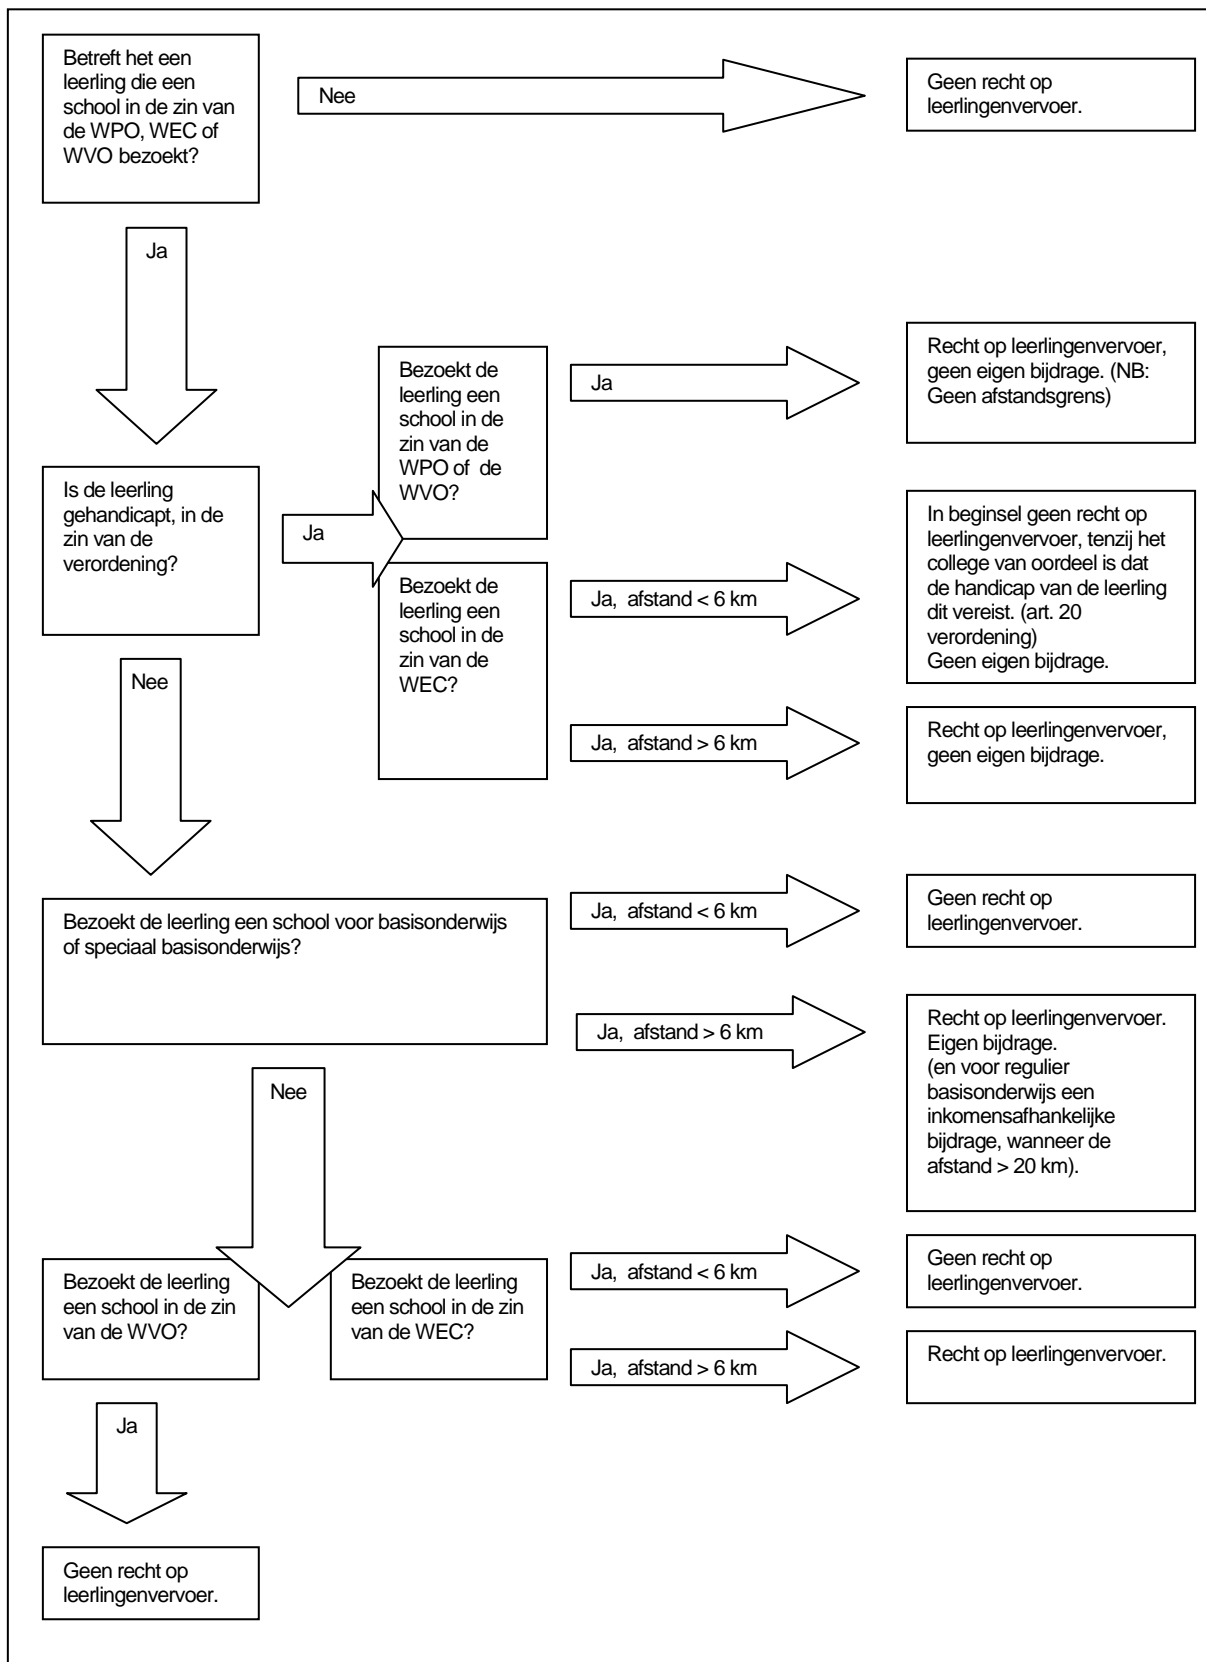 Betreft het een
leerling die een
school in de zin van
de WPO, WEC of
WVO bezoekt?
Nee
Geen recht op
leerlingenvervoer.
Ja
Is de leerling
gehandicapt, in de
zin van de
verordening?
Ja
Bezoekt de
leerling een
school in de
zin van de
WPO of de
WVO?
Ja
Recht op leerlingenvervoer,
geen eigen bijdrage. (NB:
Geen afstandsgrens)
Bezoekt de
leerling een
school in de
zin van de
WEC?
Ja, afstand < 6 km
In beginsel geen recht op
leerlingenvervoer, tenzij het
college van oordeel is dat
de handicap van de leerling
dit vereist. (art. 20
verordening)
Geen eigen bijdrage.
Ja, afstand > 6 km
Recht op leerlingenvervoer,
geen eigen bijdrage.
Nee
Bezoekt de leerling een school voor basisonderwijs
of speciaal basisonderwijs?
Ja, afstand < 6 km
Geen recht op
leerlingenvervoer.
Ja, afstand > 6 km
Recht op leerlingenvervoer.
Eigen bijdrage.
(en voor regulier
basisonderwijs een
inkomensafhankelijke
bijdrage, wanneer de
afstand > 20 km).
Nee
Bezoekt de leerling
een school in de zin
van de WVO?
Bezoekt de leerling
een school in de zin
van de WEC?
Ja, afstand < 6 km
Geen recht op
leerlingenvervoer.
Ja, afstand > 6 km
Recht op leerlingenvervoer.
Ja
Geen recht op
leerlingenvervoer.